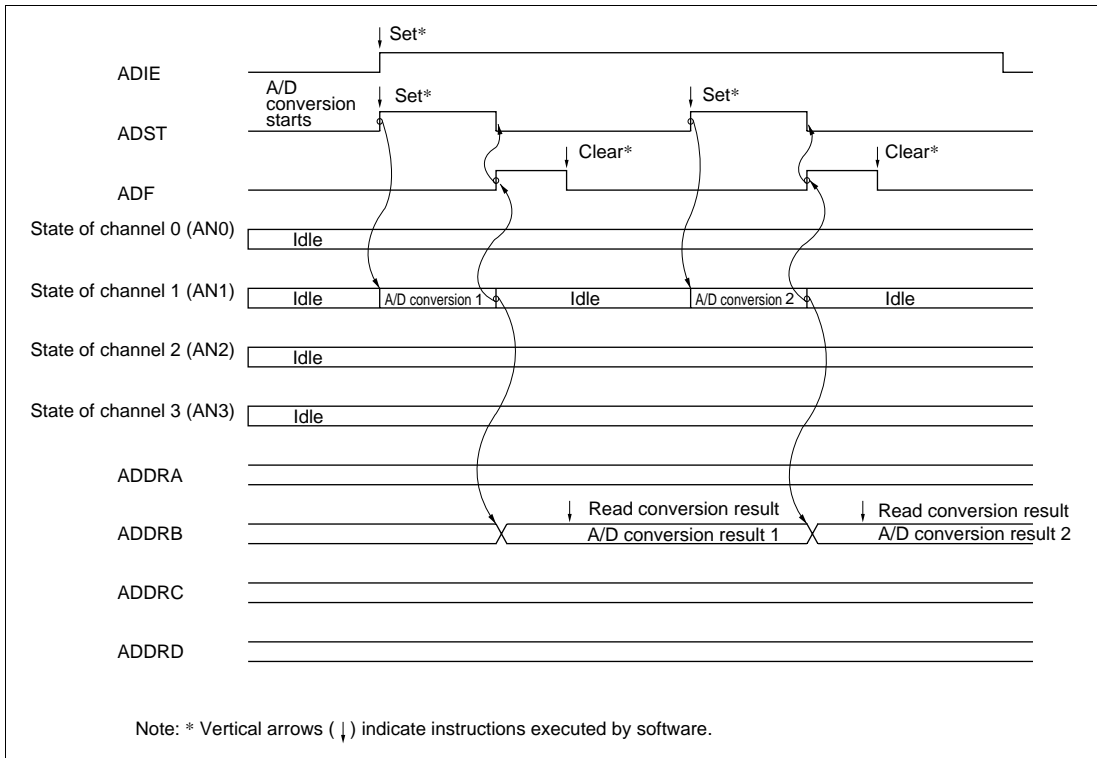 Set*
ADIE
A/D
conversion
starts
Set*
Set*
ADST
Clear*
Clear*
ADF
State of channel 0 (AN0)
Idle
State of channel 1 (AN1)
Idle
A/D conversion 1
Idle
A/D conversion 2
Idle
State of channel 2 (AN2)
Idle
State of channel 3 (AN3)
Idle
ADDRA
Read conversion result
Read conversion result
ADDRB
A/D conversion result 1
A/D conversion result 2
ADDRC
ADDRD
Note: * Vertical arrows ( ↓ ) indicate instructions executed by software.